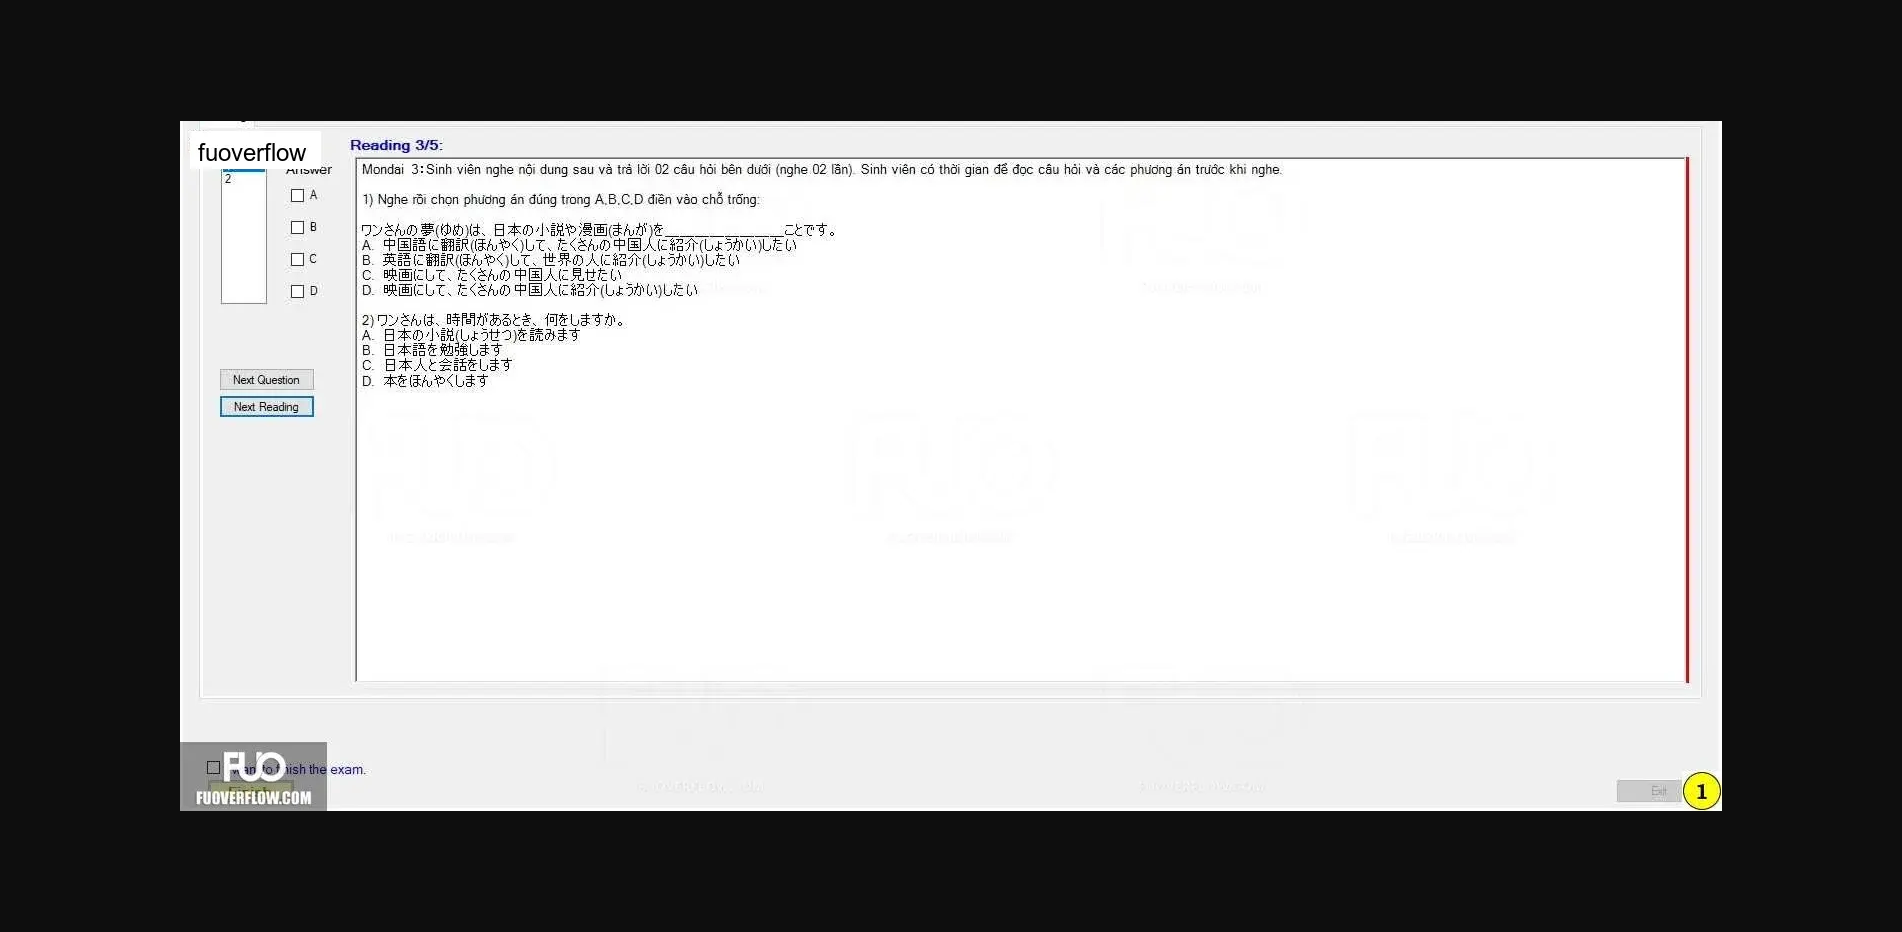 fuoverflow
Reading 3/5:
2
Answer
A
B
C
D
Next Question
Next Reading
Mondai 3:Sinh viên nghe nội dung sau và trả lời 02 câu hỏi bên dưới (nghe 02 lần). Sinh viên có thời gian để đọc câu hỏi và các phương án trước khi nghe.
1) Nghe rồi chọn phương án đúng trong A,B,C,D điền vào chỗ trống:
ワンさんの夢(ゆめ)は、日本の小説や漫画(まんが)を________________ことです。
A. 中国語に翻訳(ほんやく)して、たくさんの中国人に紹介(しょうかい)したい
B. 英語に翻訳(ほんやく)して、世界の人に紹介(しょうかい)したい
C. 映画にして、たくさんの中国人に見せたい
D. 映画にして、たくさんの中国人に紹介(しょうかい)したい
2) ワンさんは、時間があるとき、何をしますか。
A. 日本の小説(しょうせつ)を読みます
B. 日本語を勉強します
C. 日本人と会話をします
D. 本をほんやくします
FUO
want to finish the exam.
Finish
FUOVERFLOW.COM
Exit
1